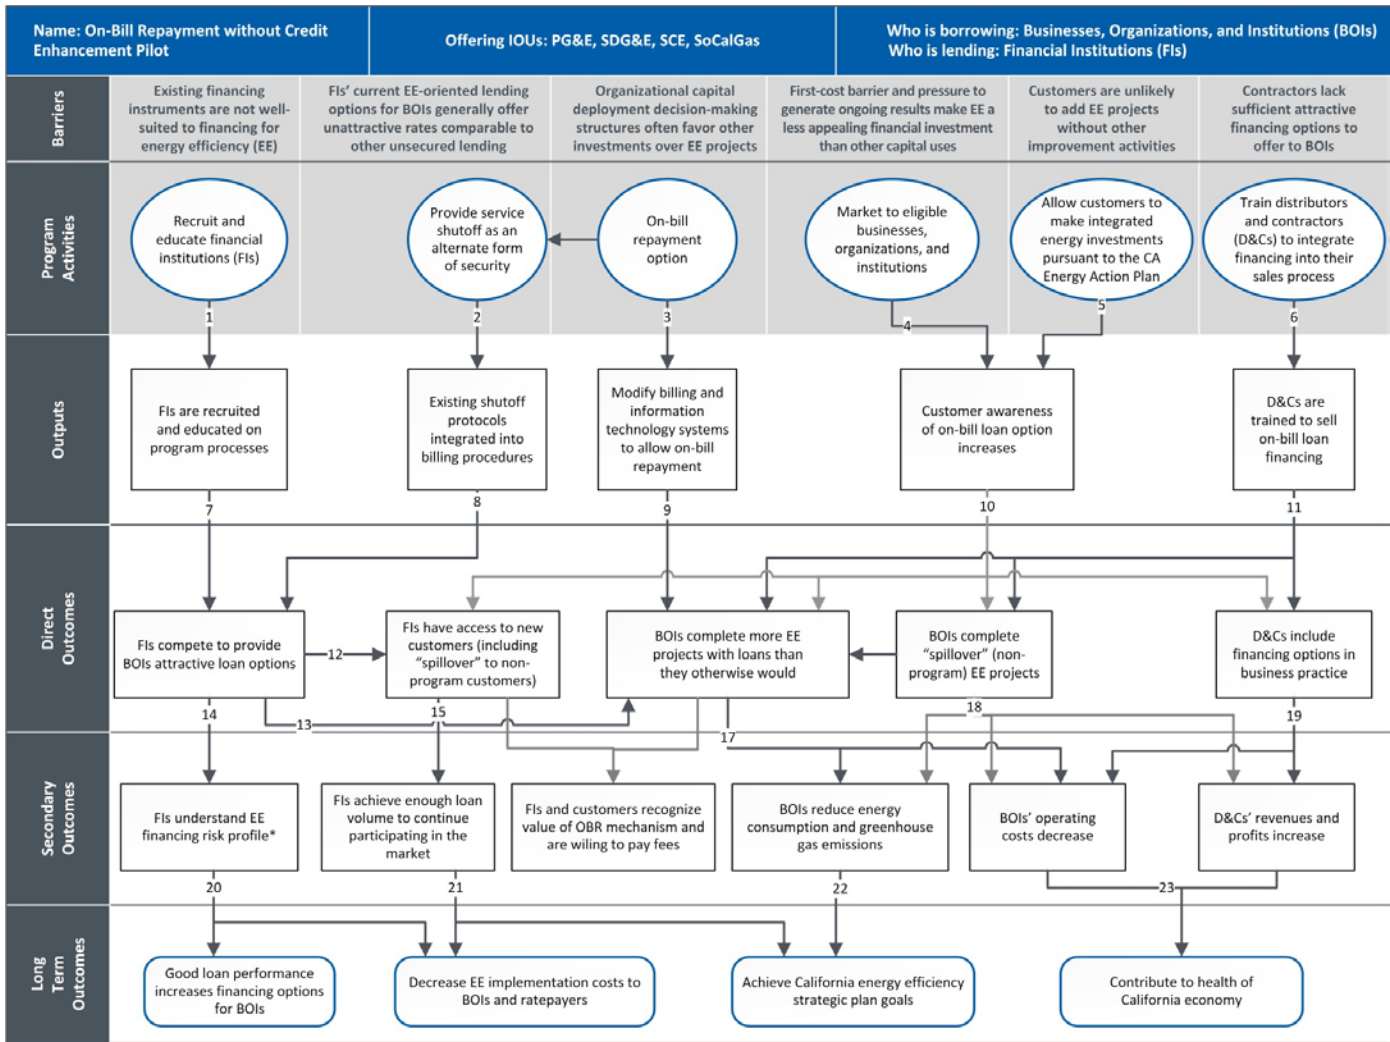 Name: On-Bill Repayment without Credit
Enhancement Pilot
Offering IOUs: PG&E, SDG&E, SCE, SoCalGas
Who is borrowing: Businesses, Organizations, and Institutions (BOIs)
Who is lending: Financial Institutions (FIs)
Barriers
Existing financing
instruments are not well-
suited to financing for
energy efficiency (EE)
FIs' current EE-oriented lending
options for BOIs generally offer
unattractive rates comparable to
other unsecured lending
Organizational capital
deployment decision-making
structures often favor other
investments over EE projects
First-cost barrier and pressure to
generate ongoing results make EE a
less appealing financial investment
than other capital uses
Customers are unlikely
to add EE projects
without other
improvement activities
Contractors lack
sufficient attractive
financing options to
offer to BOIs
Program
Activities
Recruit and
educate financial
institutions (FIs)
Provide service
shutoff as an
alternate form
of security
On-bill
repayment
option
Market to eligible
businesses,
organizations, and
institutions
Allow customers to
make integrated
energy investments
pursuant to the CA
Energy Action Plan
Train distributors
and contractors
(D&Cs) to integrate
financing into their
sales process
1
2
3
4
5
6
Outputs
FIs are recruited
and educated on
program processes
Existing shutoff
protocols
integrated into
billing procedures
Modify billing and
information
technology systems
to allow on-bill
repayment
Customer awareness
of on-bill loan option
increases
D&Cs are
trained to sell
on-bill loan
financing
7
8
9
10
11
Direct
Outcomes
FIs compete to provide
BOIs attractive loan options
12
FIs have access to new
customers (including
"spillover" to non-
program customers)
BOIs complete more EE
projects with loans than
they otherwise would
BOIs complete
"spillover" (non-
program) EE projects
D&Cs include
financing options in
business practice
14
13
15
17
18
19
Secondary
Outcomes
FIs understand EE
financing risk profile*
FIs achieve enough loan
volume to continue
participating in the
market
FIs and customers recognize
value of OBR mechanism and
are wiling to pay fees
BOIs reduce energy
consumption and greenhouse
gas emissions
BOIs' operating
costs decrease
D&Cs' revenues and
profits increase
20
21
22
23
Long
Term
Outcomes
Good loan performance
increases financing options
for BOIs
Decrease EE implementation costs to
BOIs and ratepayers
Achieve California energy efficiency
strategic plan goals
Contribute to health of
California economy